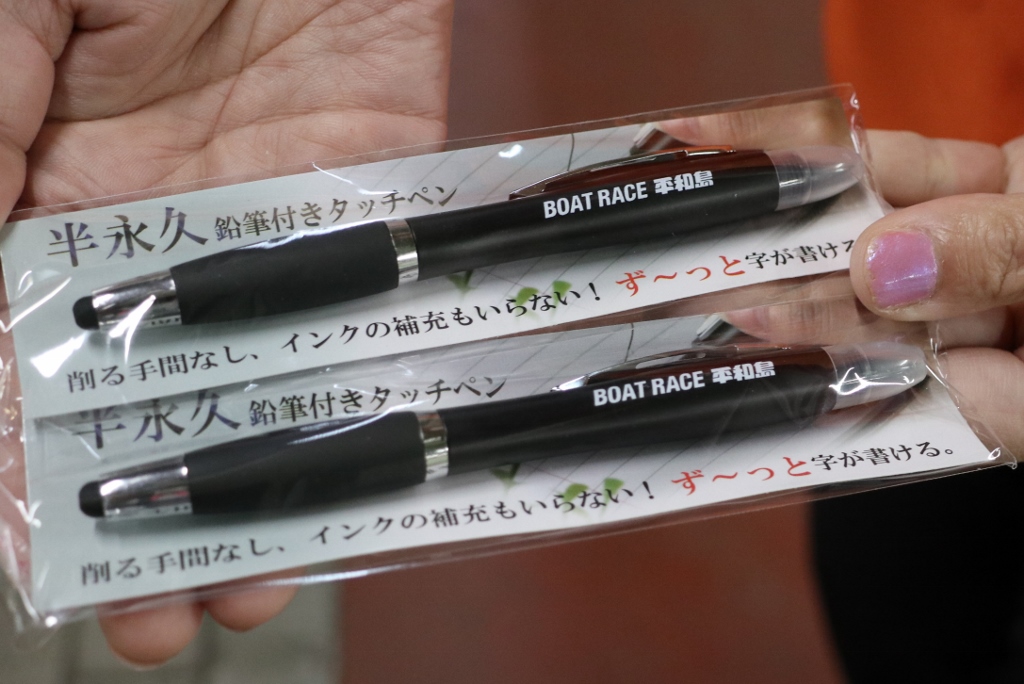 半永久 鉛筆付きタッチペン
BOAT RACE 平和島
削る手間なし、インクの補充もいらない！ ず～っと字が書ける
半永久 鉛筆付きタッチペン
BOAT RACE 平和島
削る手間なし、インクの補充もいらない！ ず～っと字が書ける。